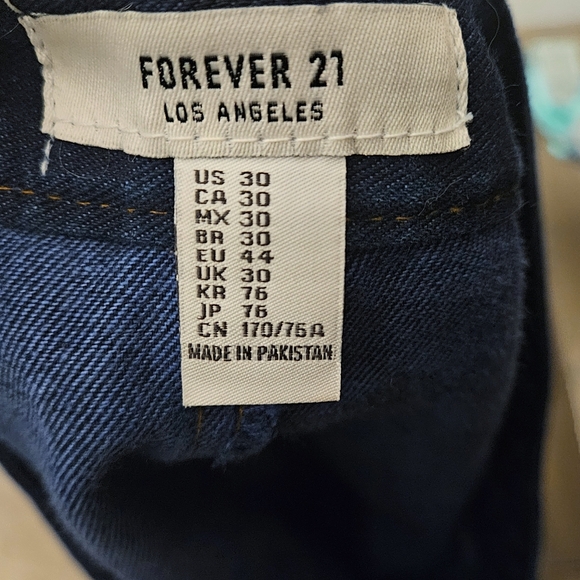 FOREVER 21
LOS ANGELES
US 30
CA 30
MX 30
BR 30
EU 44
UK 30
KR 76
JP 76
CN 170/76A
MADE IN PAKISTAN